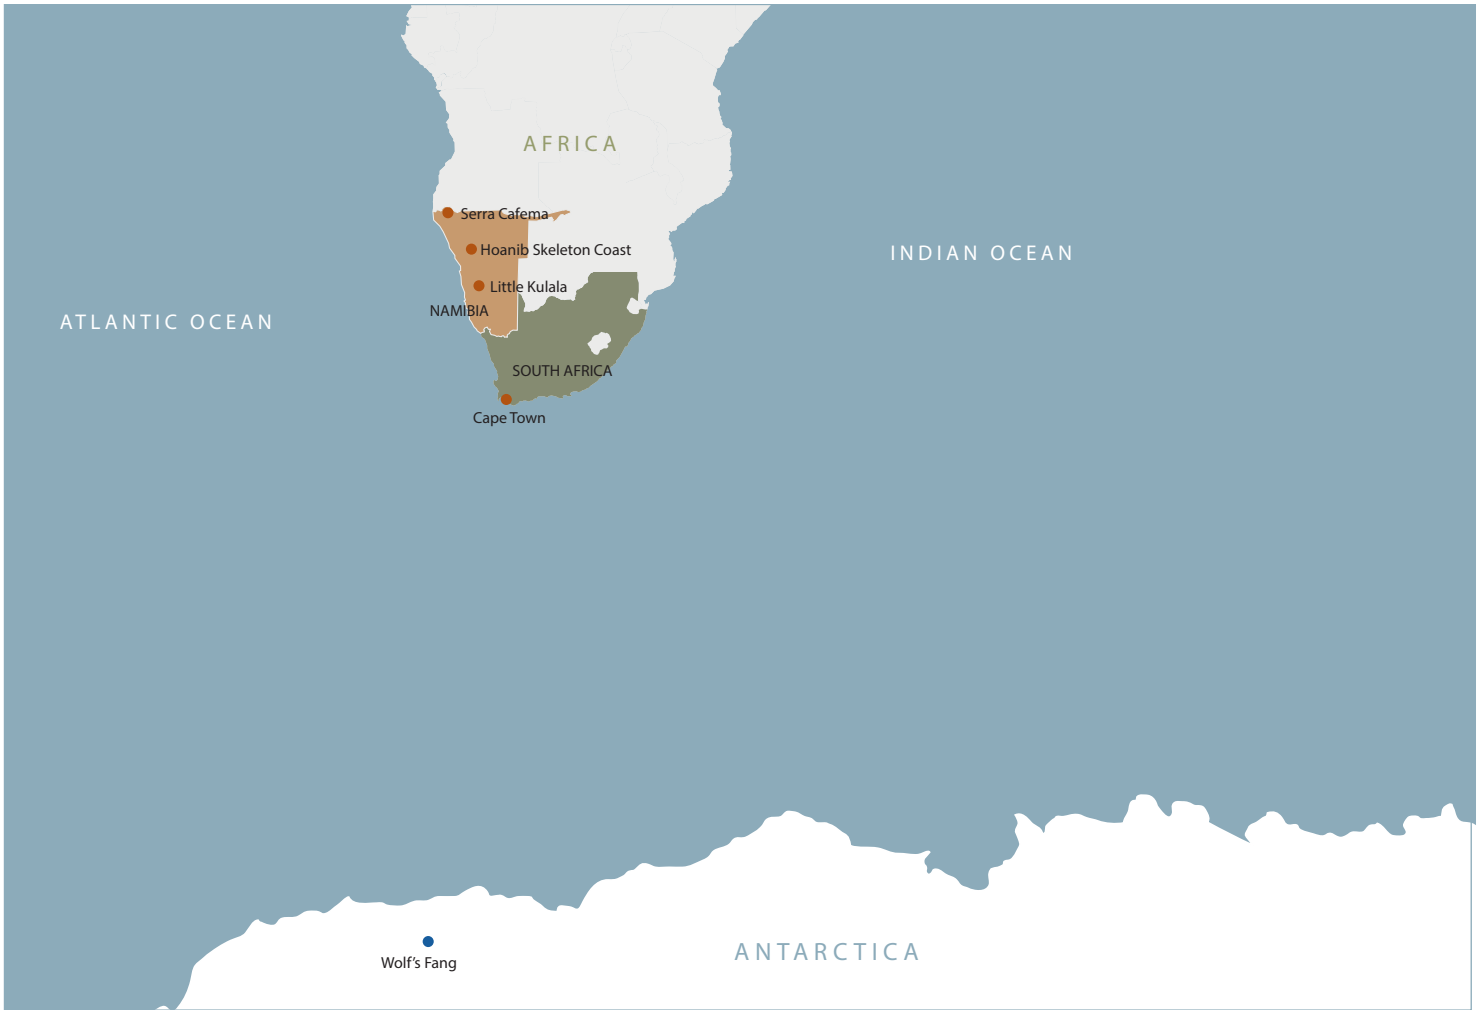 AFRICA
Serra Cafema
Hoanib Skeleton Coast
INDIAN OCEAN
Little Kulala
NAMIBIA
ATLANTIC OCEAN
SOUTH AFRICA
Cape Town
ANTARCTICA
Wolf's Fang